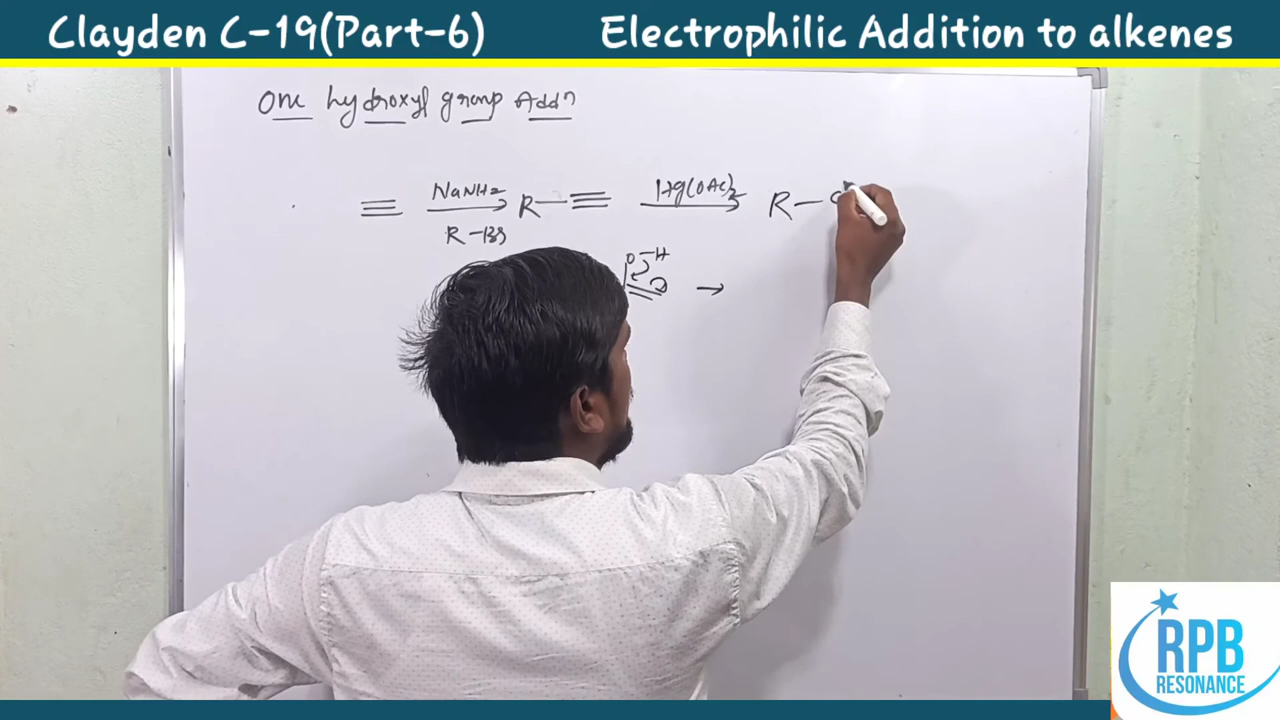 Clayden C-19(Part-6) Electrophilic Addition to alkenes
One hydroxyl group Addn
≡ NaNH2 → R—≡ Hg(OAc)2 → R—
R-Br
O-H
→
RPB
RESONANCE